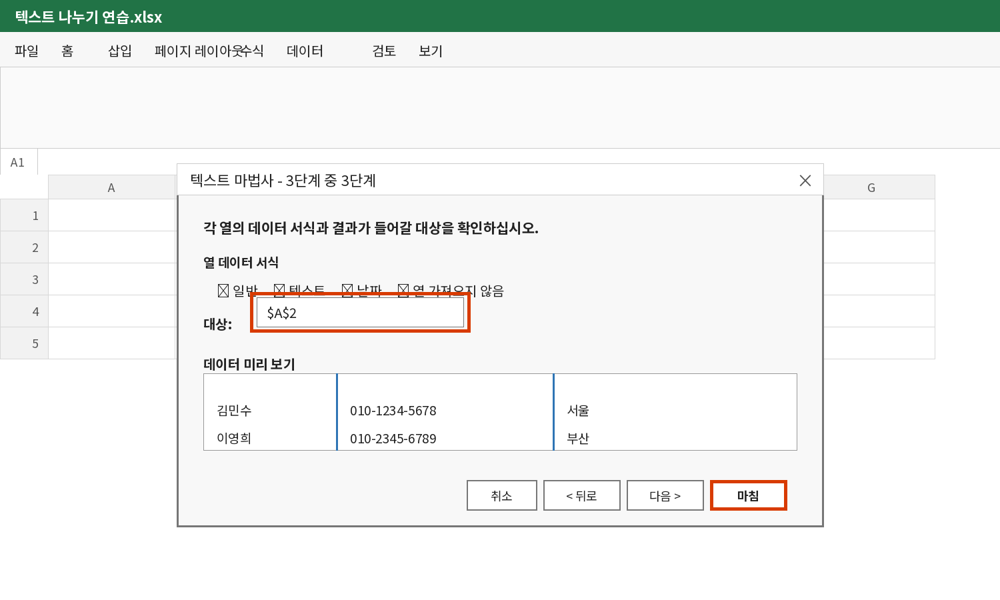 텍스트 나누기 연습.xlsx
파일 홈 삽입 페이지 레이아웃 수식 데이터 검토 보기
A1
텍스트 마법사 - 3단계 중 3단계
A G
1
2
3
4
5
각 열의 데이터 서식과 결과가 들어갈 대상을 확인하십시오.
열 데이터 서식
일반 텍스트 날짜 열 가져오지 않음
$A$2
대상:
데이터 미리 보기
김민수 010-1234-5678 서울
이영희 010-2345-6789 부산
취소 < 뒤로 다음 > 마침